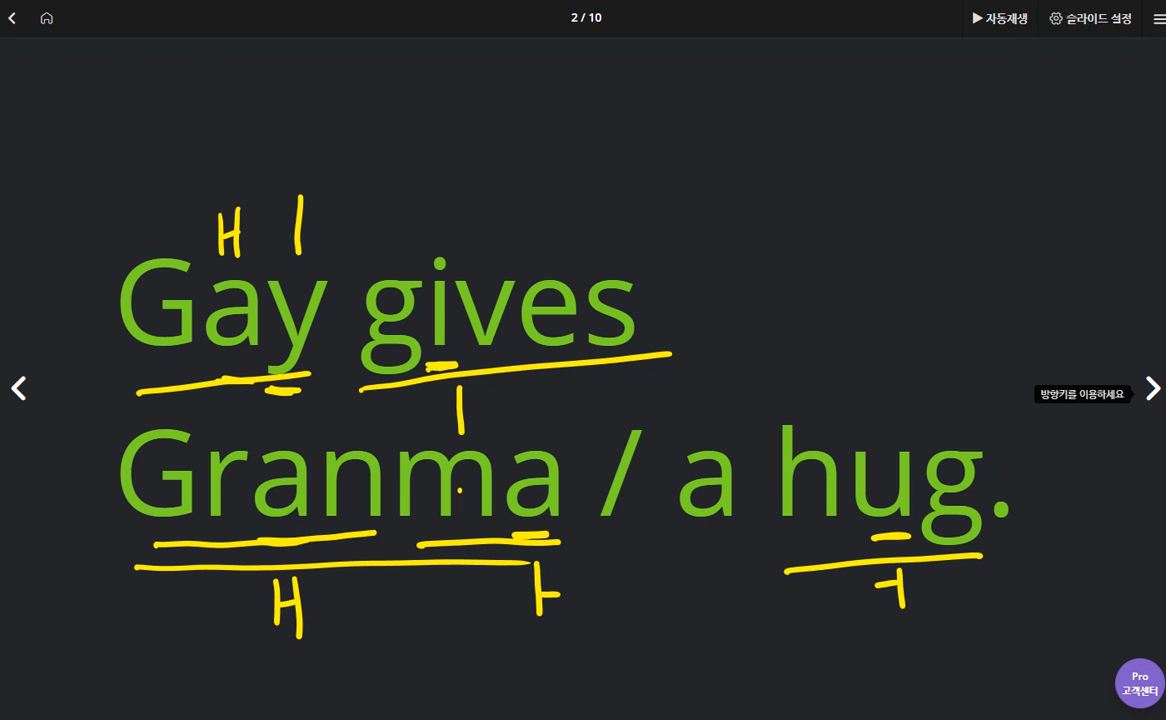 2 / 10
▶ 자동재생
슬라이드 설정
H l
Gay gives
방향키를 이용하세요
l
Granma / a hug.
H ㅏ ㅓ
Pro
고객센터